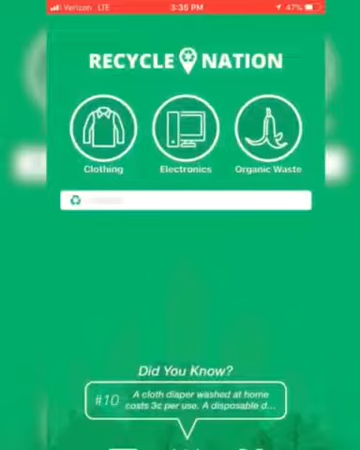 Verizon LTE 3:35 PM 47%
RECYCLE NATION
Clothing Electronics Organic Waste
Did You Know?
#10 A cloth diaper washed at home
costs 3c per use. A disposable d...